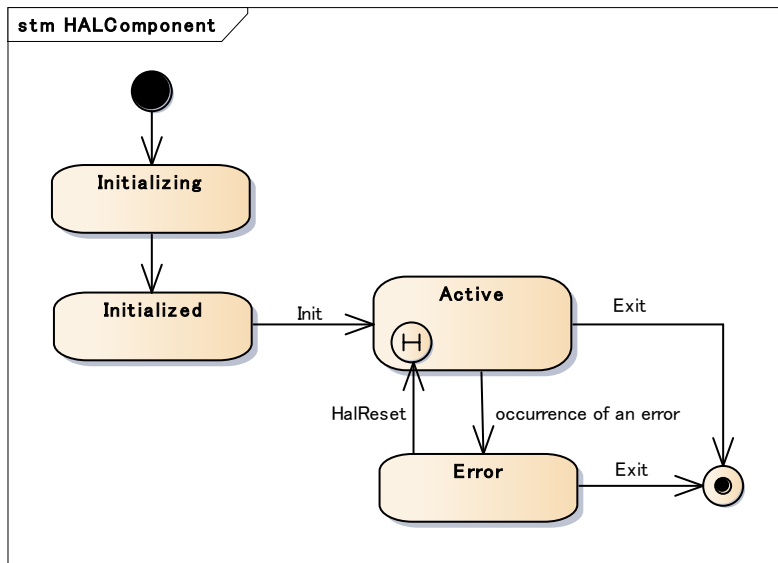 stm HALComponent
Initializing
Initialized
Init
Active
Exit
H
HalReset
occurrence of an error
Error
Exit